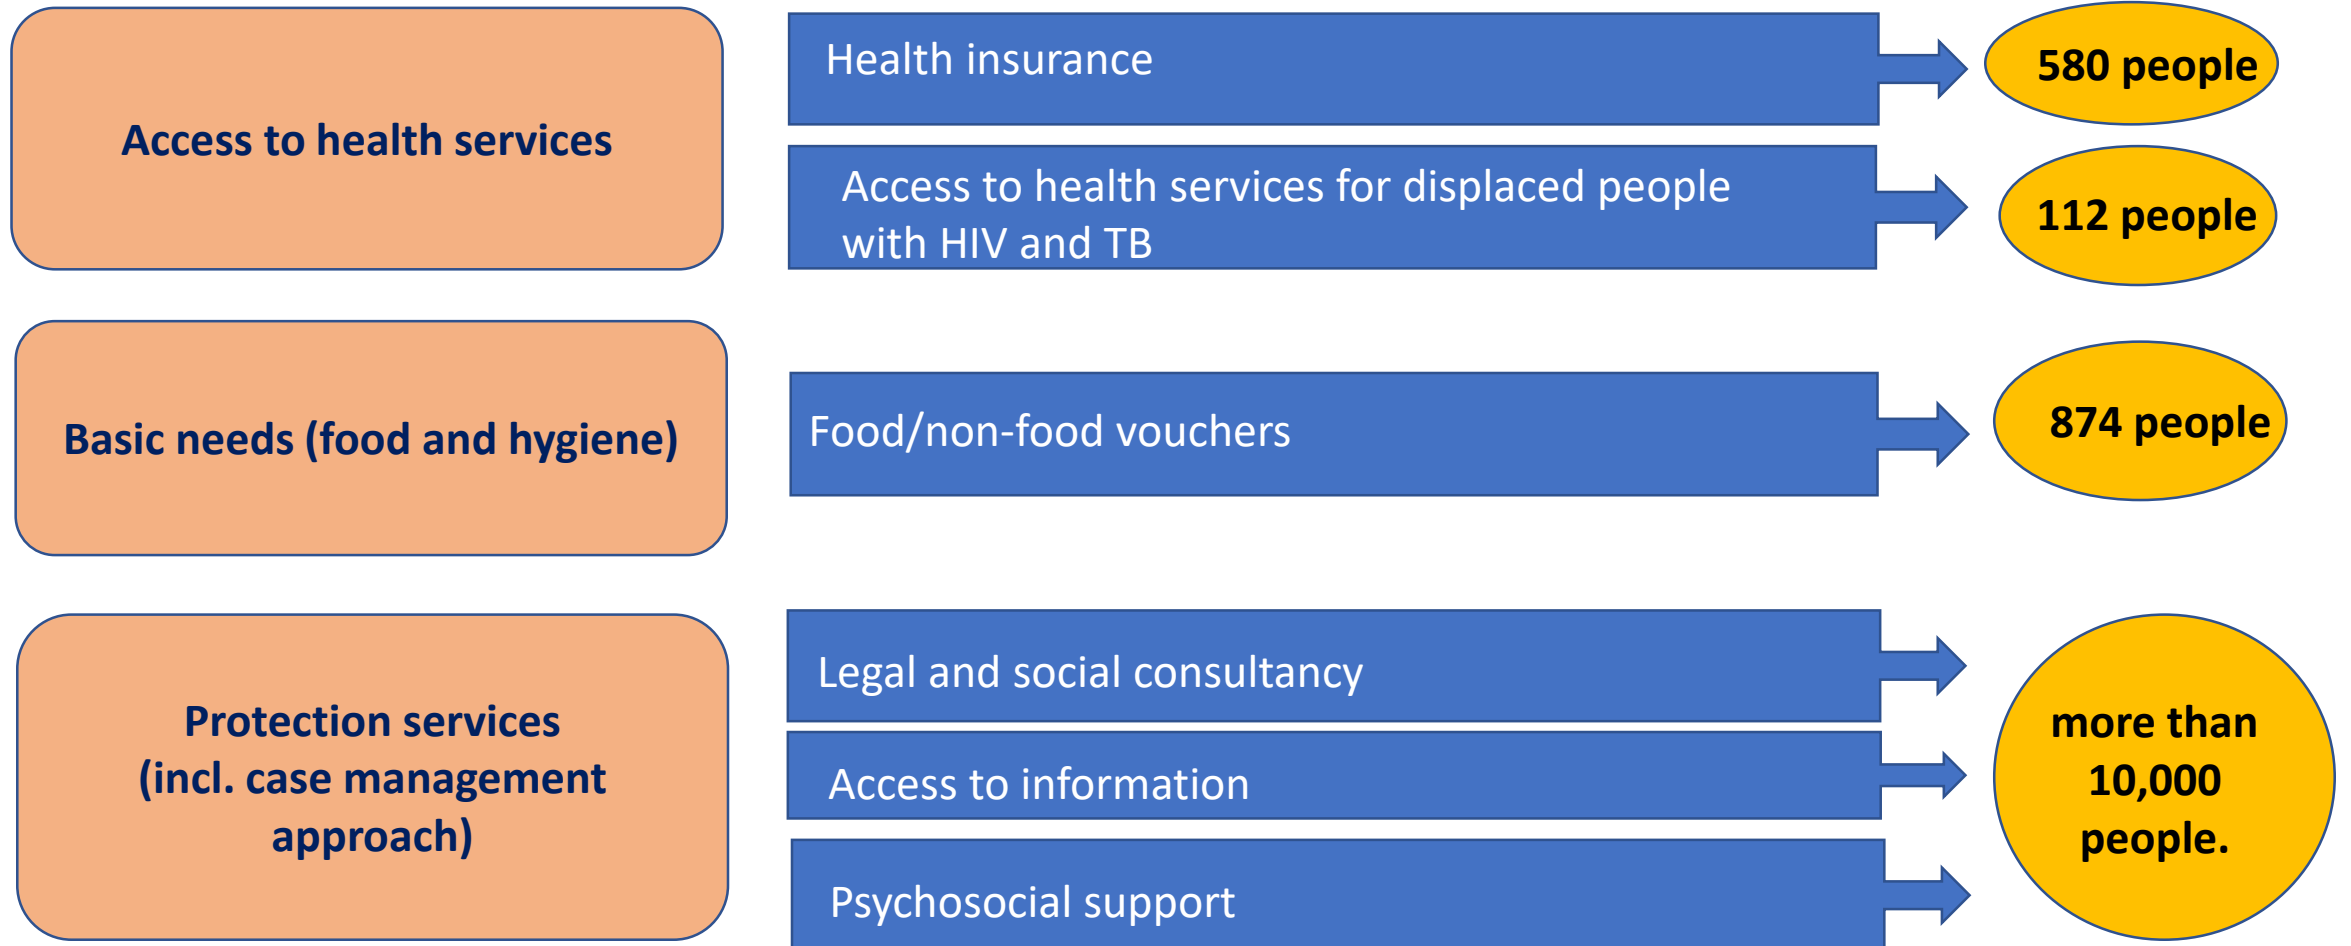 Access to health services
Health insurance
580 people
Access to health services for displaced people
with HIV and TB
112 people
Basic needs (food and hygiene)
Food/non-food vouchers
874 people
Protection services
(incl. case management
approach)
Legal and social consultancy
Access to information
Psychosocial support
more than
10,000
people.